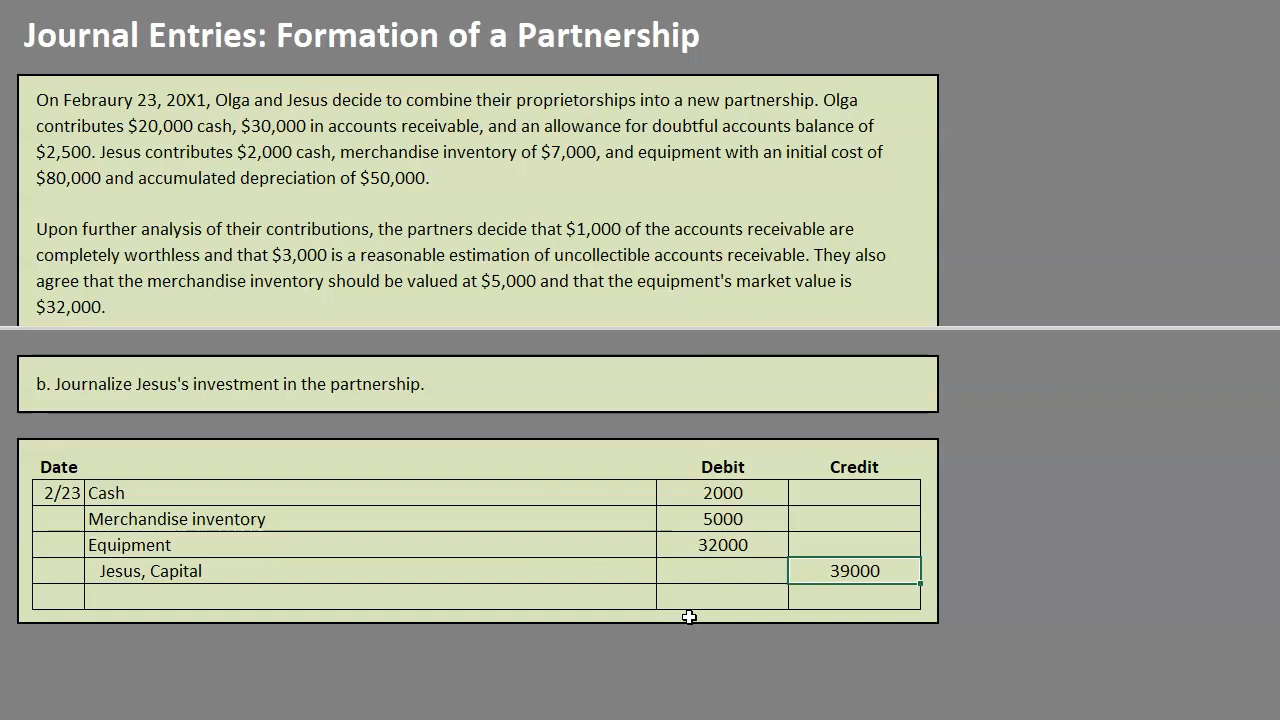 Journal Entries: Formation of a Partnership
On Febraury 23, 20X1, Olga and Jesus decide to combine their proprietorships into a new partnership. Olga
contributes $20,000 cash, $30,000 in accounts receivable, and an allowance for doubtful accounts balance of
$2,500. Jesus contributes $2,000 cash, merchandise inventory of $7,000, and equipment with an initial cost of
$80,000 and accumulated depreciation of $50,000.
Upon further analysis of their contributions, the partners decide that $1,000 of the accounts receivable are
completely worthless and that $3,000 is a reasonable estimation of uncollectible accounts receivable. They also
agree that the merchandise inventory should be valued at $5,000 and that the equipment's market value is
$32,000.
b. Journalize Jesus's investment in the partnership.
Date Debit Credit
2/23 Cash 2000
Merchandise inventory 5000
Equipment 32000
Jesus, Capital 39000